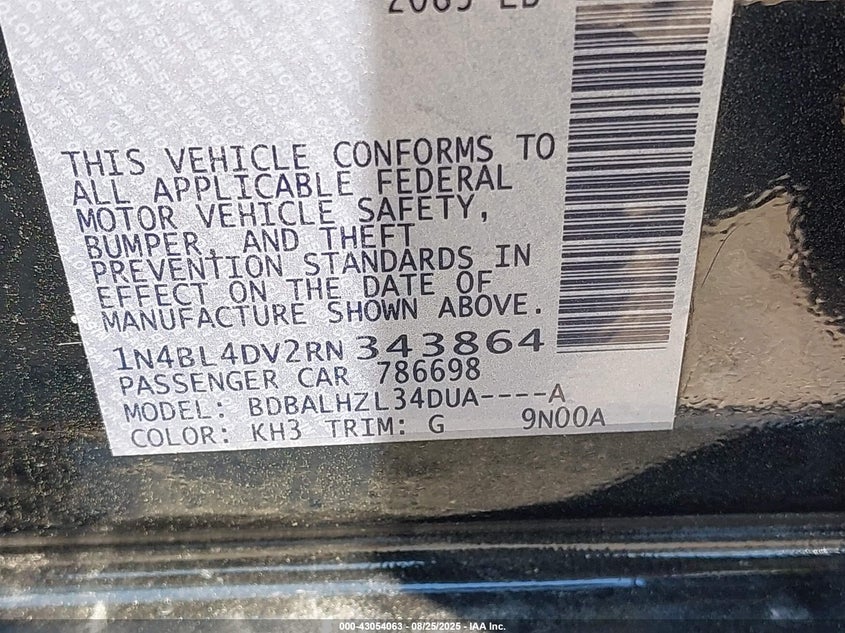 THIS VEHICLE CONFORMS TO
ALL APPLICABLE FEDERAL
MOTOR VEHICLE SAFETY,
BUMPER, AND THEFT
PREVENTION STANDARDS IN
EFFECT ON THE DATE OF
MANUFACTURE SHOWN ABOVE.
1N4BL4DV2RN 343864
PASSENGER CAR 786698
MODEL: BDBALHZL34DUA----A
COLOR: KH3 TRIM: G 9N00A
000-43054063 - 08/25/2025 - IAA Inc.